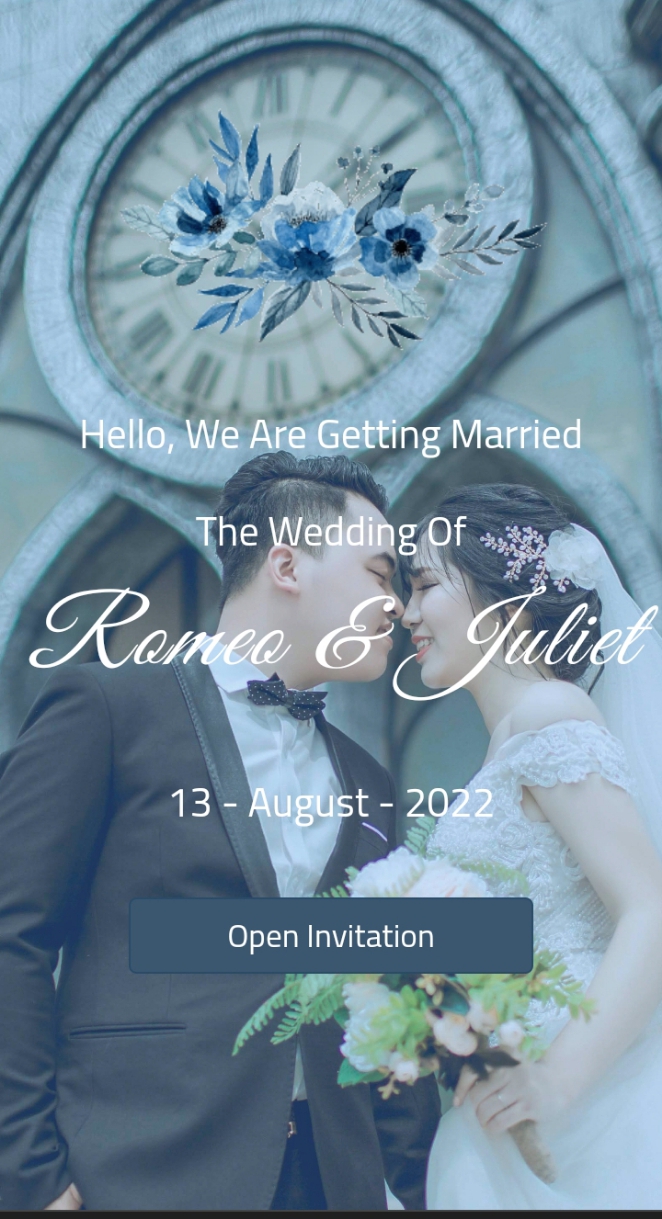 Hello, We Are Getting Married
The Wedding Of
Romeo & Juliet
13 - August - 2022
Open Invitation